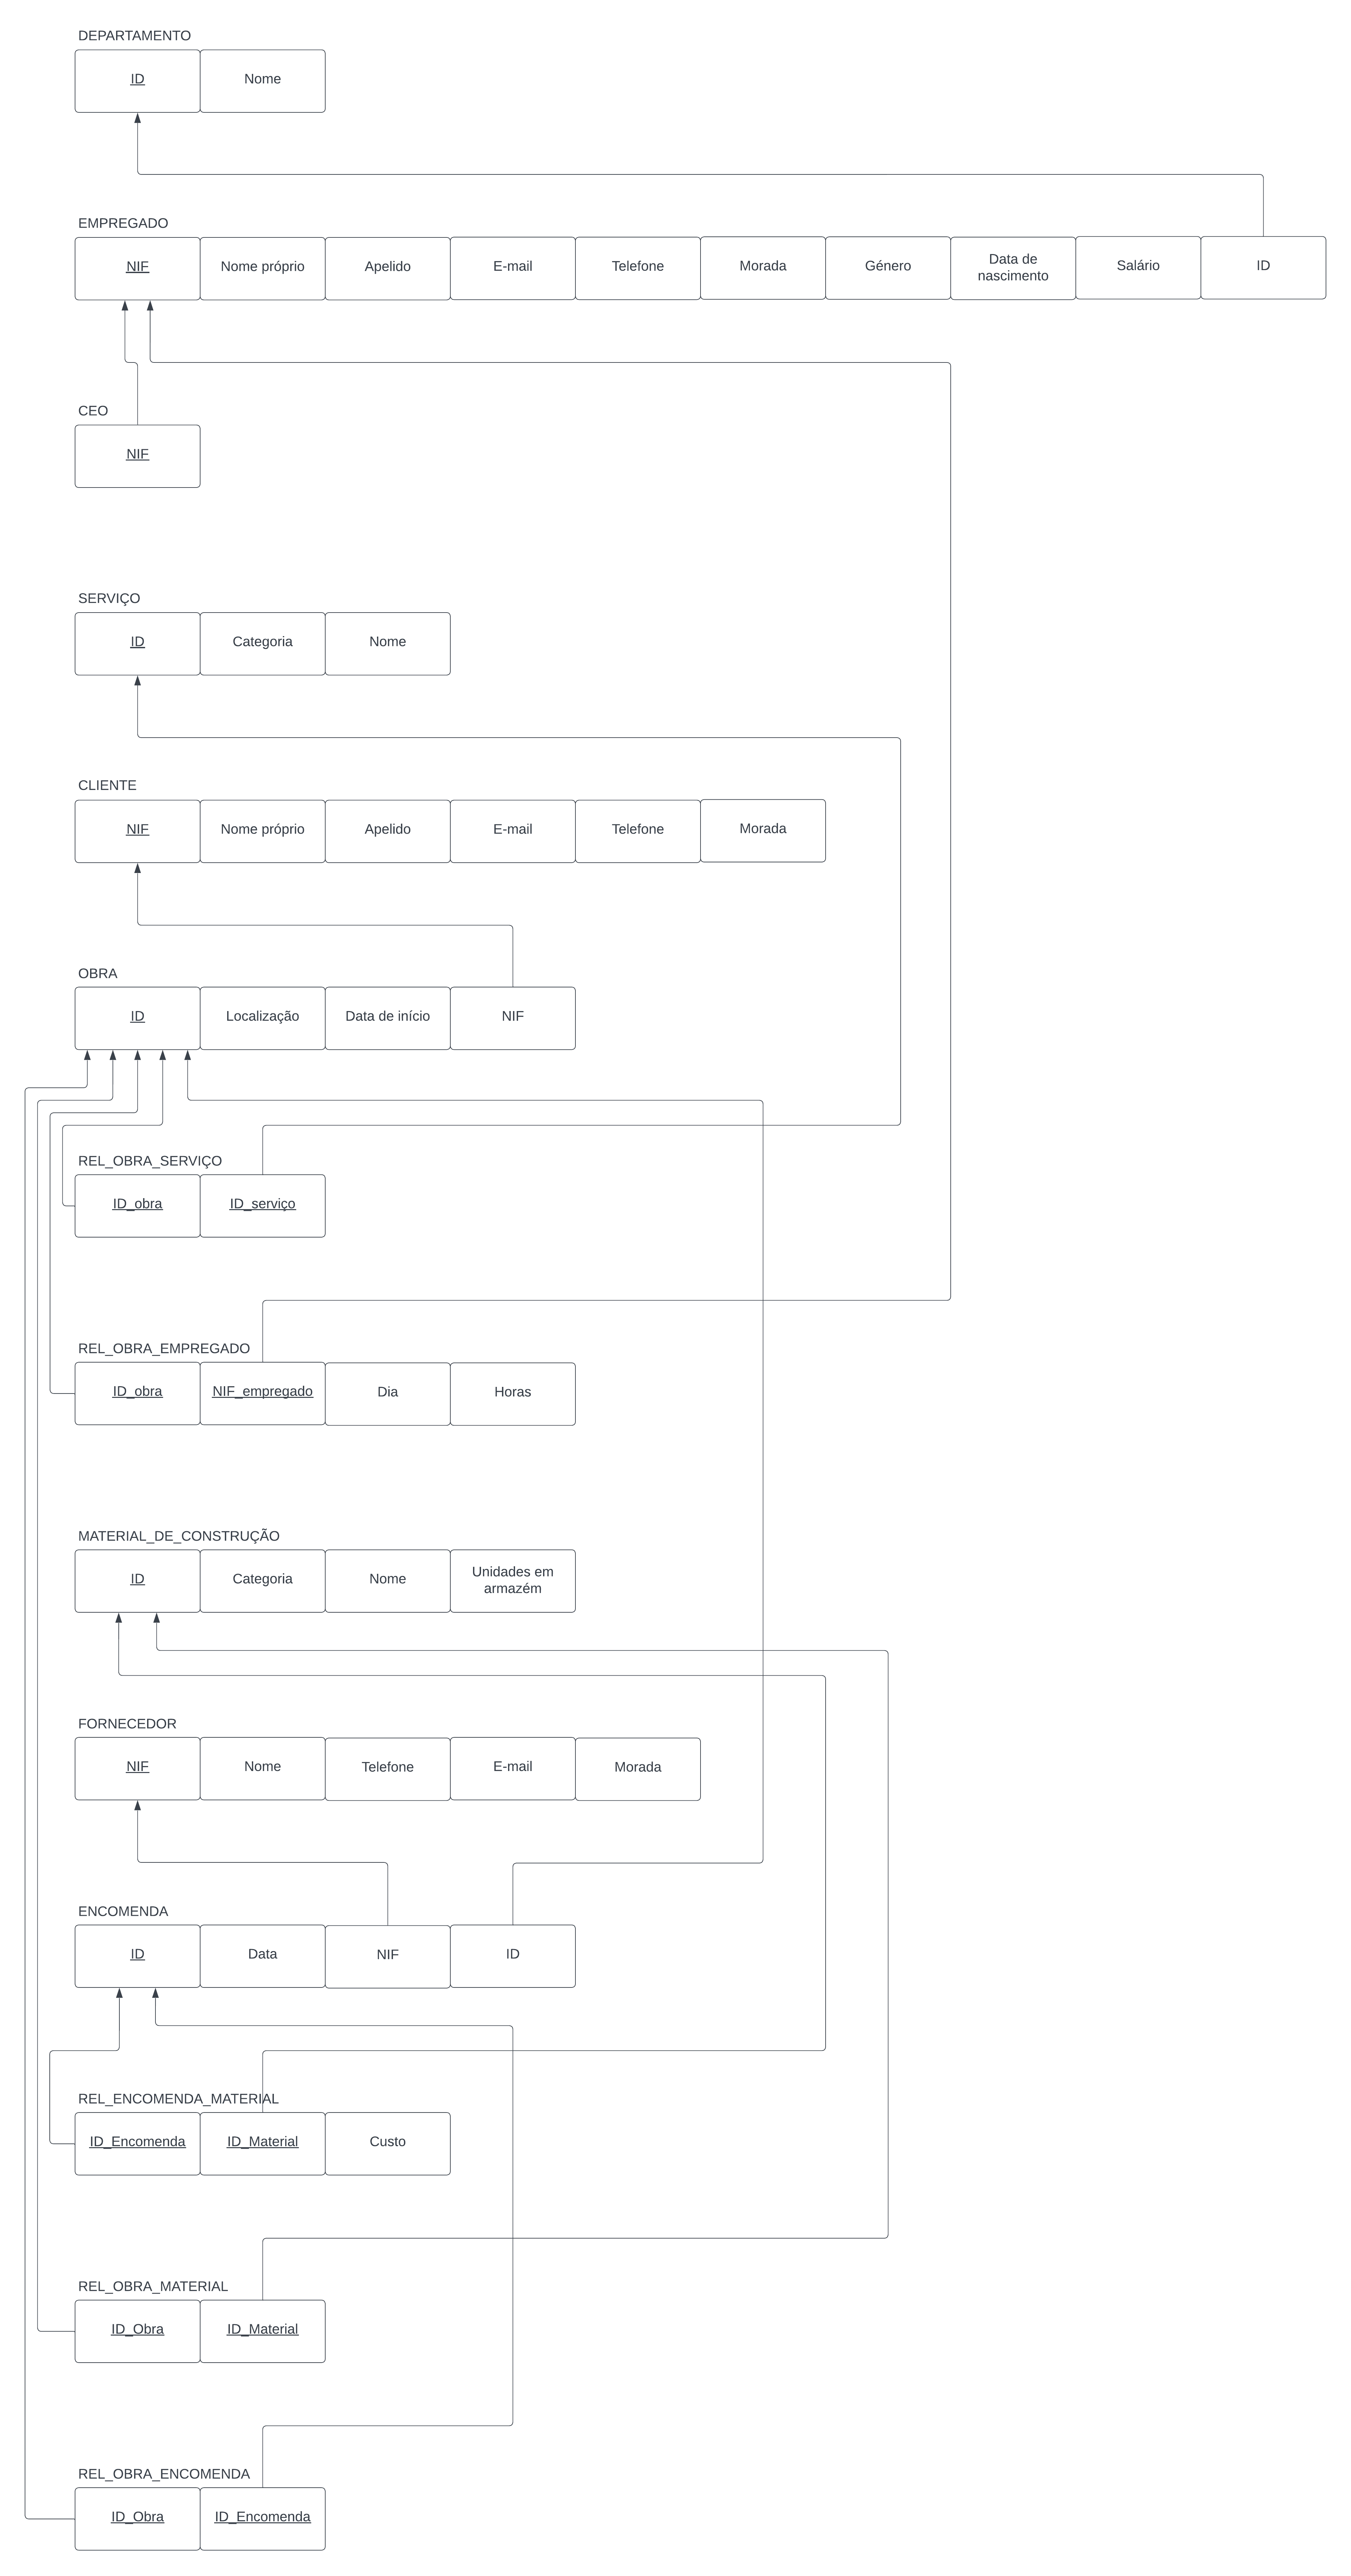 DEPARTAMENTO
ID Nome
EMPREGADO
NIF Nome próprio Apelido E-mail Telefone Morada Género Data de nascimento Salário ID
CEO
NIF
SERVIÇO
ID Categoria Nome
CLIENTE
NIF Nome próprio Apelido E-mail Telefone Morada
OBRA
ID Localização Data de início NIF
REL_OBRA_SERVIÇO
ID_obra ID_serviço
REL_OBRA_EMPREGADO
ID_obra NIF_empregado Dia Horas
MATERIAL_DE_CONSTRUÇÃO
ID Categoria Nome Unidades em armazém
FORNECEDOR
NIF Nome Telefone E-mail Morada
ENCOMENDA
ID Data NIF ID
REL_ENCOMENDA_MATERIAL
ID_Encomenda ID_Material Custo
REL_OBRA_MATERIAL
ID_Obra ID_Material
REL_OBRA_ENCOMENDA
ID_Obra ID_Encomenda